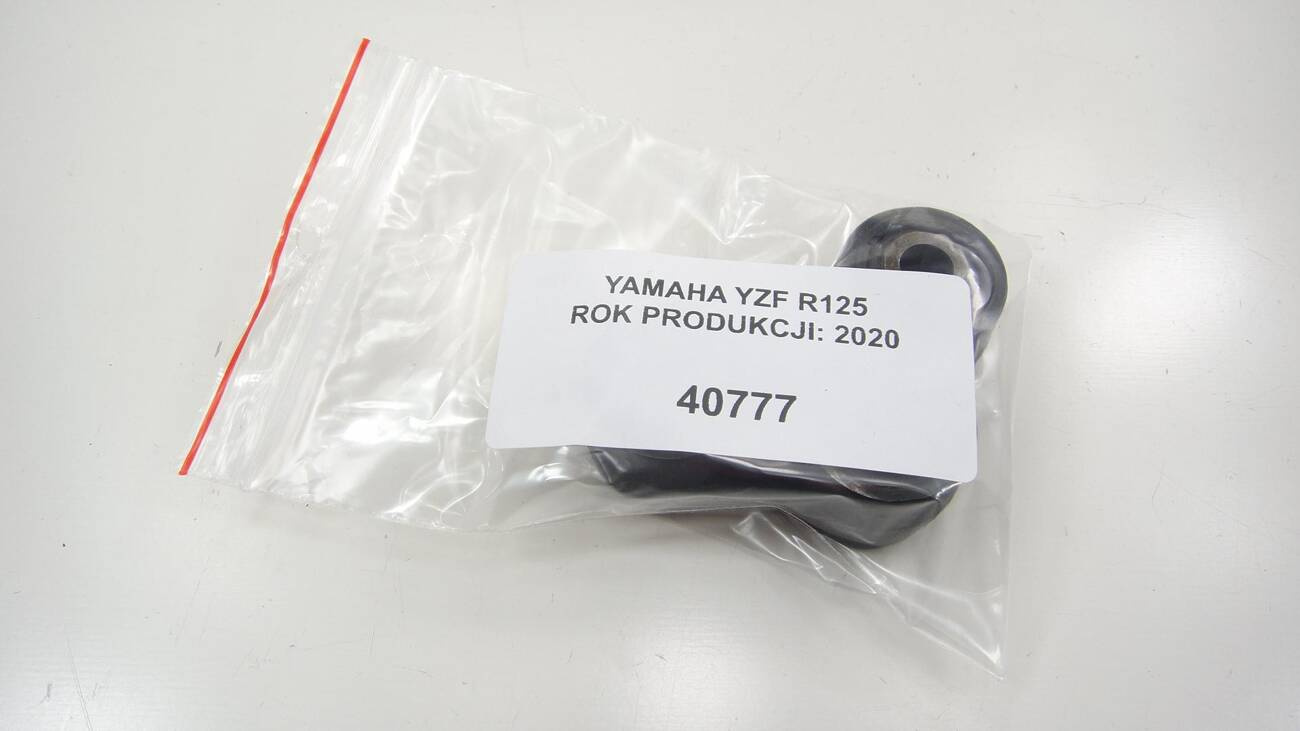 YAMAHA YZF R125
ROK PRODUKCJI: 2020
40777